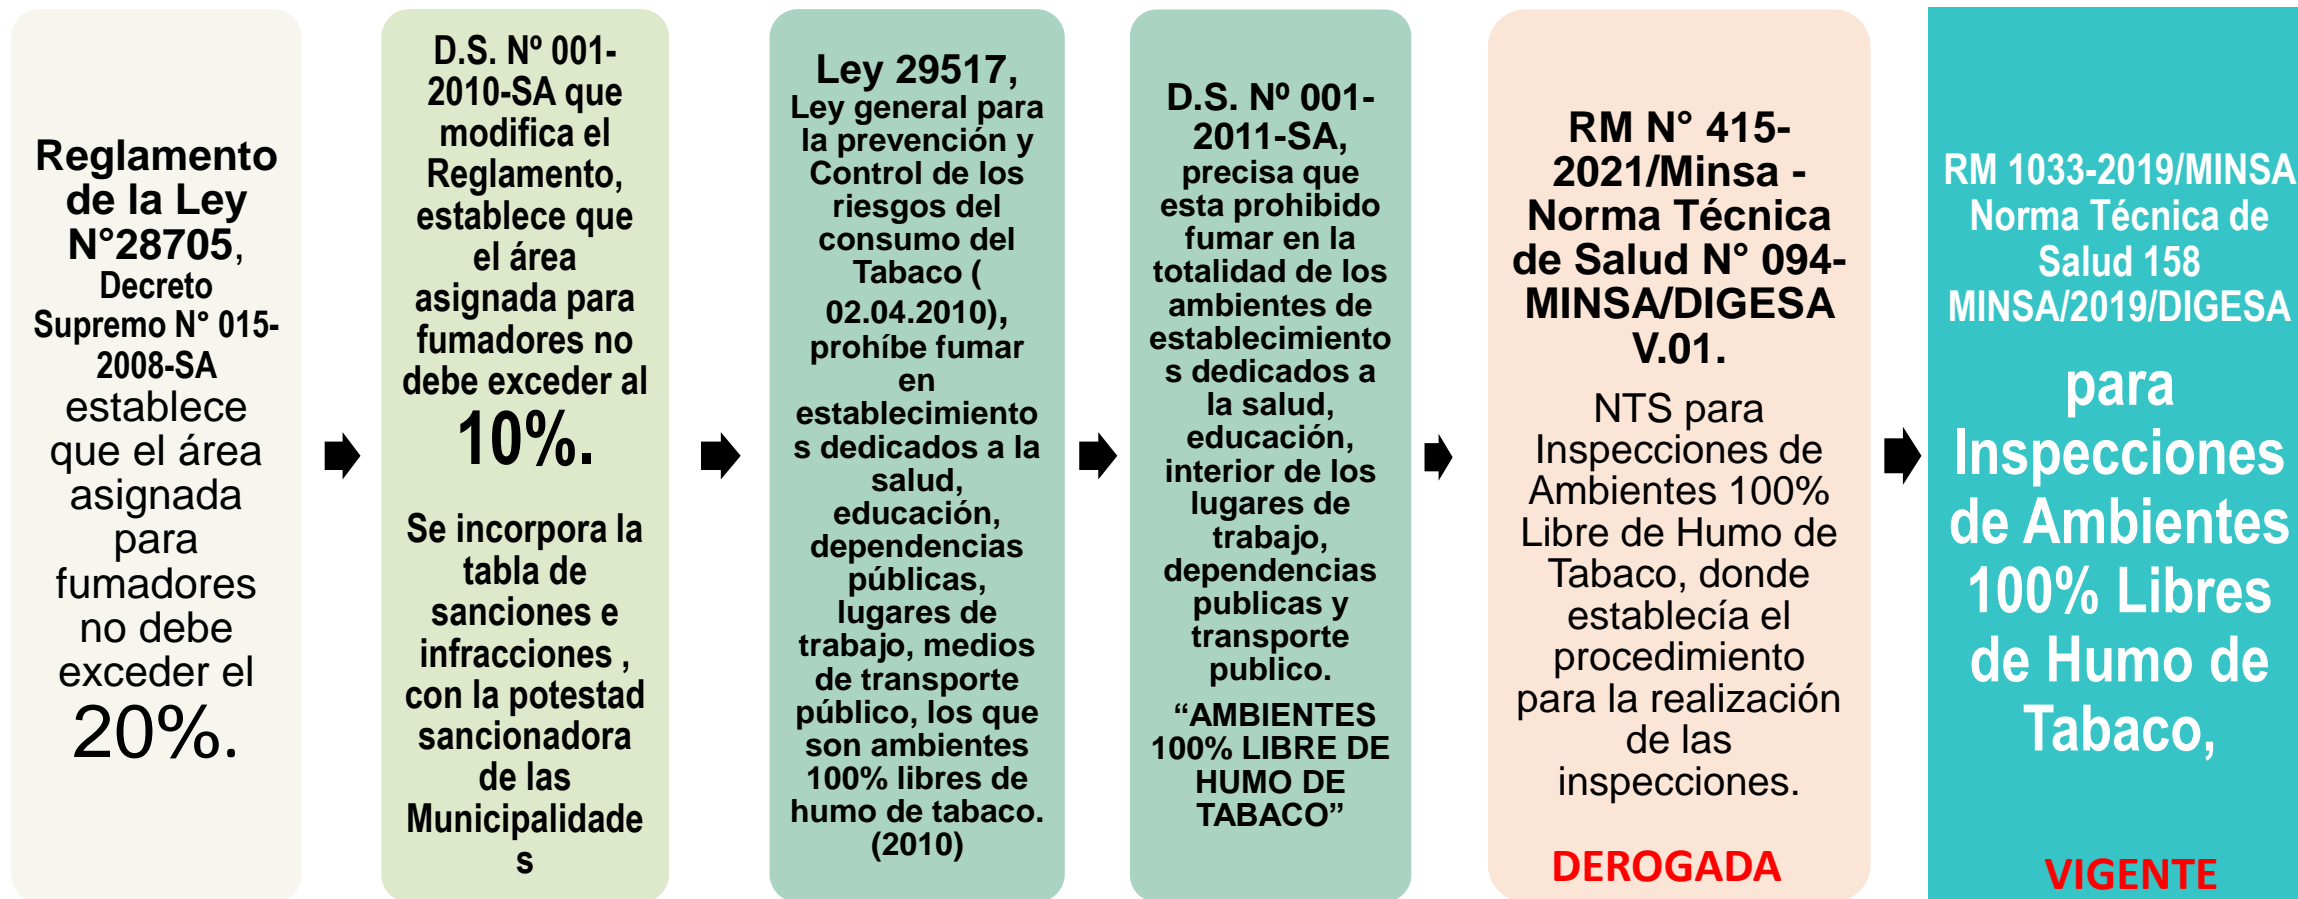 Reglamento
de la Ley
N°28705,
Decreto
Supremo N° 015-
2008-SA
establece
que el área
asignada
para
fumadores
no debe
exceder el
20%.
D.S. Nº 001-
2010-SA que
modifica el
Reglamento,
establece que
el área
asignada para
fumadores no
debe exceder al
10%.
Se incorpora la
tabla de
sanciones e
infracciones ,
con la potestad
sancionadora
de las
Municipalidade
s
Ley 29517,
Ley general para
la prevención y
Control de los
riesgos del
consumo del
Tabaco (
02.04.2010),
prohíbe fumar
en
establecimiento
s dedicados a la
salud,
educación,
dependencias
públicas,
lugares de
trabajo, medios
de transporte
público, los que
son ambientes
100% libres de
humo de tabaco.
(2010)
D.S. Nº 001-
2011-SA,
precisa que
esta prohibido
fumar en la
totalidad de los
ambientes de
establecimiento
s dedicados a
la salud,
educación,
interior de los
lugares de
trabajo,
dependencias
publicas y
transporte
publico.
“AMBIENTES
100% LIBRE DE
HUMO DE
TABACO”
RM N° 415-
2021/Minsa -
Norma Técnica
de Salud N° 094-
MINSA/DIGESA
V.01.
NTS para
Inspecciones de
Ambientes 100%
Libre de Humo de
Tabaco, donde
establecía el
procedimiento
para la realización
de las
inspecciones.
DEROGADA
RM 1033-2019/MINSA
Norma Técnica de
Salud 158
MINSA/2019/DIGESA
para
Inspecciones
de Ambientes
100% Libres
de Humo de
Tabaco,
VIGENTE